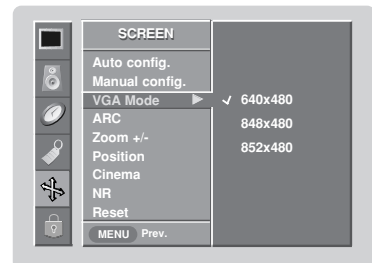 SCREEN
Auto config.
Manual config.
VGA Mode ▶ ✓ 640x480
ARC 848x480
Zoom +/-
Position 852x480
Cinema
NR
Reset
MENU Prev.